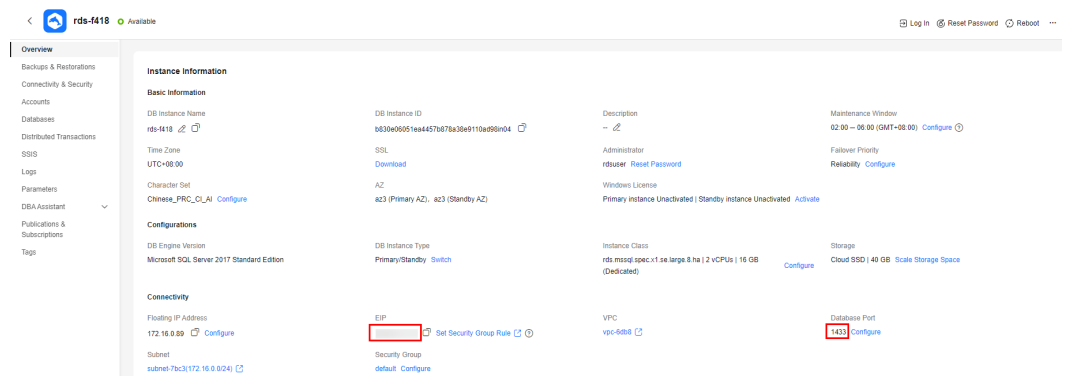 rds-f418 Available
Log In Reset Password Reboot ...
Overview
Backups & Restorations
Connectivity & Security
Accounts
Databases
Distributed Transactions
SSIS
Logs
Parameters
DBA Assistant
Publications &
Subscriptions
Tags
Instance Information
Basic Information
DB Instance Name
rds-f418
DB Instance ID
b830e06051ea4457b878a38e9110ad98in04
Description
--
Maintenance Window
02:00 – 06:00 (GMT+08:00) Configure
Time Zone
UTC+08:00
SSL
Download
Administrator
rdsuser Reset Password
Failover Priority
Reliability Configure
Character Set
Chinese_PRC_CI_AI Configure
AZ
az3 (Primary AZ), az3 (Standby AZ)
Windows License
Primary instance Unactivated | Standby instance Unactivated Activate
Configurations
DB Engine Version
Microsoft SQL Server 2017 Standard Edition
DB Instance Type
Primary/Standby Switch
Instance Class
rds.mssql.spec.x1.se.large.8.ha | 2 vCPUs | 16 GB
(Dedicated)
Configure
Storage
Cloud SSD | 40 GB Scale Storage Space
Connectivity
Floating IP Address
172.16.0.89 Configure
EIP
Set Security Group Rule
VPC
vpc-6db8
Database Port
1433 Configure
Subnet
subnet-7bc3(172.16.0.0/24)
Security Group
default Configure